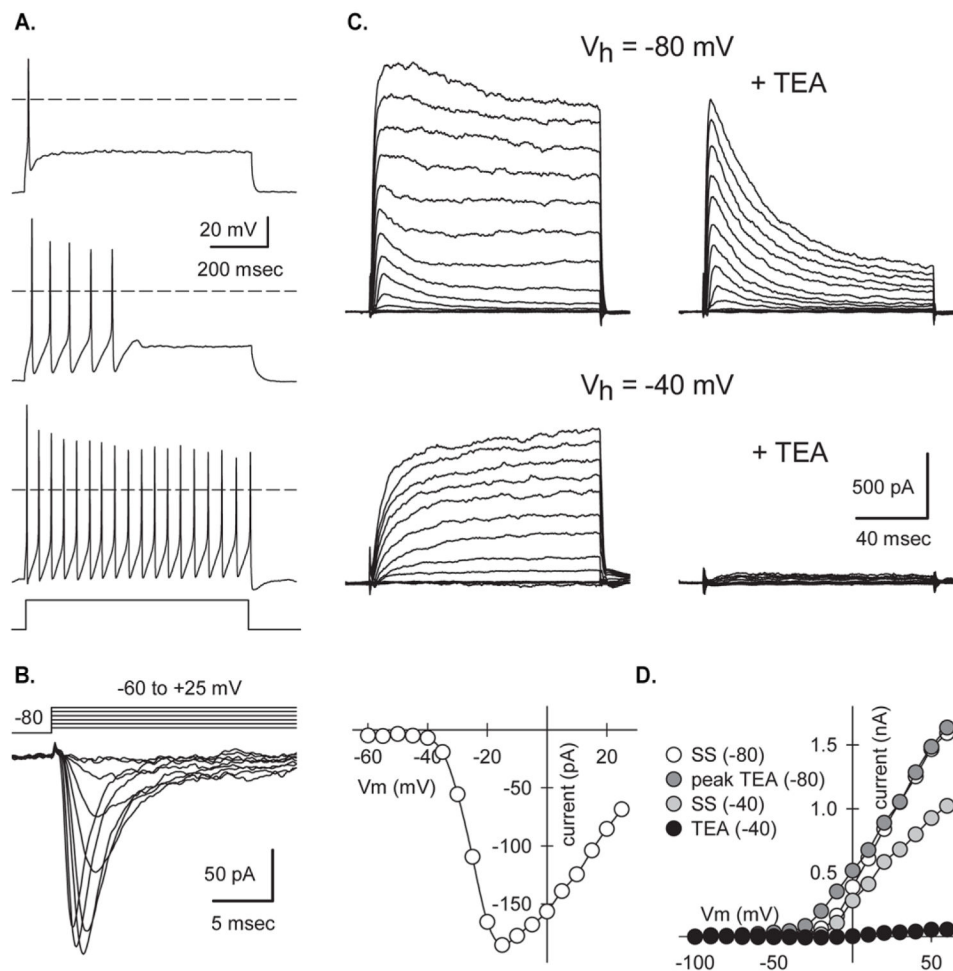 A.
20 mV
200 msec
B.
-60 to +25 mV
-80
50 pA
5 msec
-60
-40
-20
20
Vm (mV)
-50
-100
-150
current (pA)
C.
Vh = -80 mV
+ TEA
Vh = -40 mV
+ TEA
500 pA
40 msec
D.
SS (-80)
peak TEA (-80)
SS (-40)
TEA (-40)
1.5
1.0
0.5
current (nA)
Vm (mV)
-100
-50
50